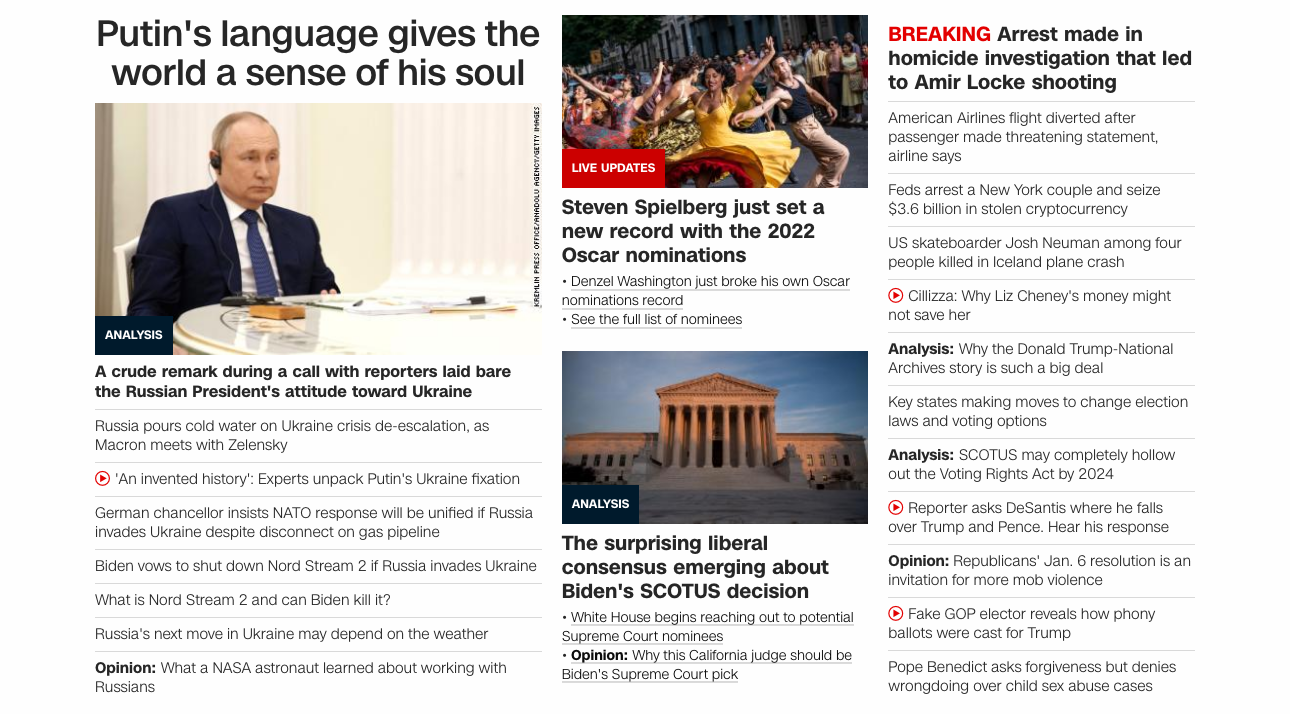 Putin's language gives the
world a sense of his soul
KREMLIN PRESS OFFICE/ANADOLU AGENCY/GETTY IMAGES
ANALYSIS
A crude remark during a call with reporters laid bare
the Russian President's attitude toward Ukraine
Russia pours cold water on Ukraine crisis de-escalation, as
Macron meets with Zelensky
'An invented history': Experts unpack Putin's Ukraine fixation
German chancellor insists NATO response will be unified if Russia
invades Ukraine despite disconnect on gas pipeline
Biden vows to shut down Nord Stream 2 if Russia invades Ukraine
What is Nord Stream 2 and can Biden kill it?
Russia's next move in Ukraine may depend on the weather
Opinion: What a NASA astronaut learned about working with
Russians
LIVE UPDATES
Steven Spielberg just set a
new record with the 2022
Oscar nominations
• Denzel Washington just broke his own Oscar
nominations record
• See the full list of nominees
ANALYSIS
The surprising liberal
consensus emerging about
Biden's SCOTUS decision
• White House begins reaching out to potential
Supreme Court nominees
• Opinion: Why this California judge should be
Biden's Supreme Court pick
BREAKING Arrest made in
homicide investigation that led
to Amir Locke shooting
American Airlines flight diverted after
passenger made threatening statement,
airline says
Feds arrest a New York couple and seize
$3.6 billion in stolen cryptocurrency
US skateboarder Josh Neuman among four
people killed in Iceland plane crash
Cillizza: Why Liz Cheney's money might
not save her
Analysis: Why the Donald Trump-National
Archives story is such a big deal
Key states making moves to change election
laws and voting options
Analysis: SCOTUS may completely hollow
out the Voting Rights Act by 2024
Reporter asks DeSantis where he falls
over Trump and Pence. Hear his response
Opinion: Republicans' Jan. 6 resolution is an
invitation for more mob violence
Fake GOP elector reveals how phony
ballots were cast for Trump
Pope Benedict asks forgiveness but denies
wrongdoing over child sex abuse cases